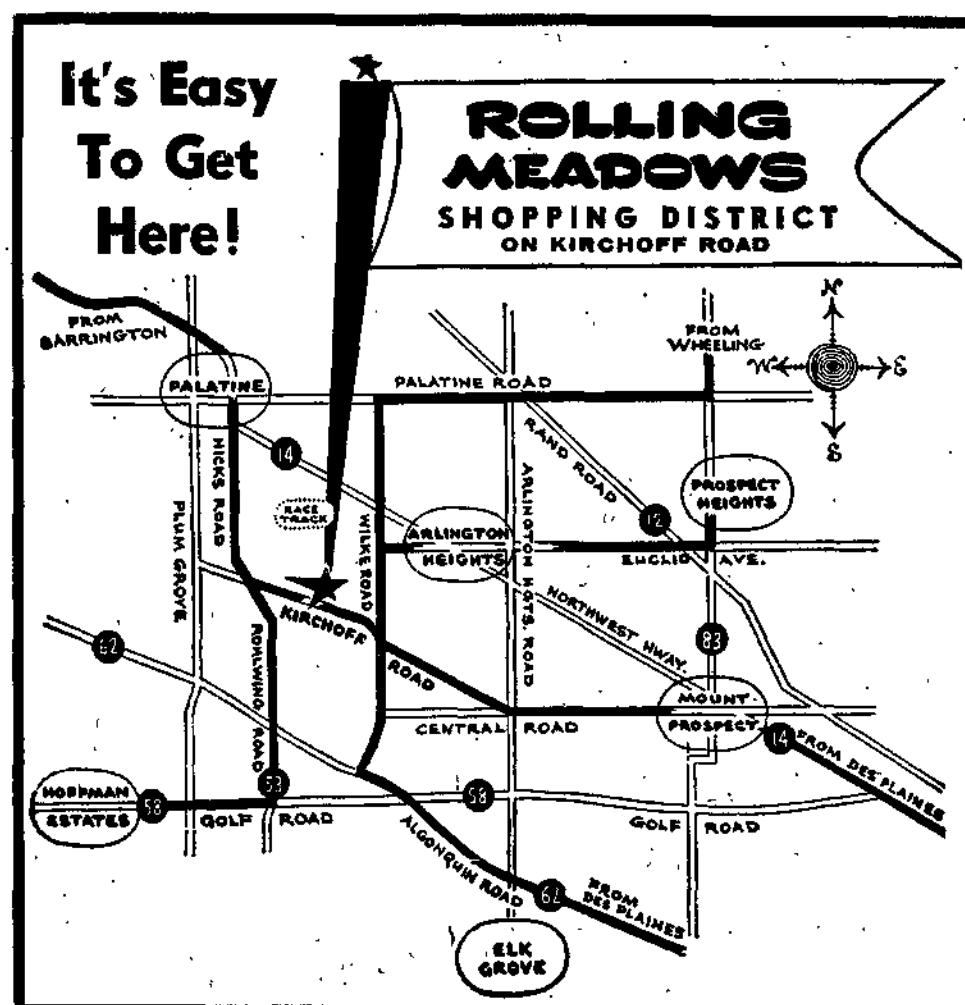 It's Easy
To Get
Here!
ROLLING
MEADOWS
SHOPPING DISTRICT
ON KIRCHOFF ROAD
FROM
BARRINGTON
FROM
WHEELING
N
W
E
S
PALATINE
PALATINE ROAD
HICKS ROAD
14
RAND ROAD
PLUM GROVE
RACE
TRACK
WILKE ROAD
ARLINGTON HGTS. ROAD
12
PROSPECT
HEIGHTS
ARLINGTON
HEIGHTS
EUCLID AVE.
KIRCHOFF ROAD
NORTHWEST HWAY.
62
83
ROHLWING ROAD
MOUNT
PROSPECT
CENTRAL ROAD
14
FROM DES PLAINES
HOFFMAN
ESTATES
58
53
58
GOLF ROAD
GOLF ROAD
ALGONQUIN ROAD
62
FROM
DES PLAINES
ELK
GROVE